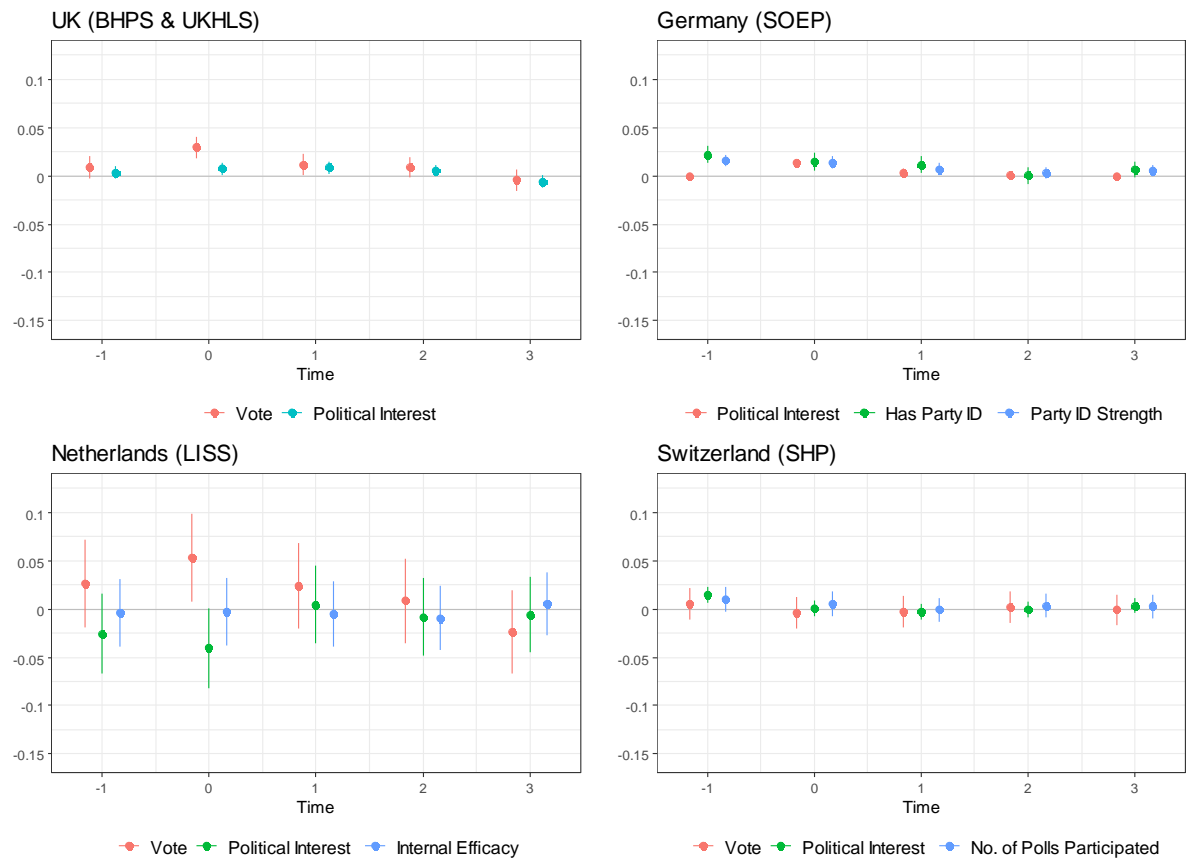 UK (BHPS & UKHLS)
0.1
0.05
0
-0.05
-0.1
-0.15
-1 0 1 2 3
Time
Vote Political Interest
Germany (SOEP)
0.1
0.05
0
-0.05
-0.1
-0.15
-1 0 1 2 3
Time
Political Interest Has Party ID Party ID Strength
Netherlands (LISS)
0.1
0.05
0
-0.05
-0.1
-0.15
-1 0 1 2 3
Time
Vote Political Interest Internal Efficacy
Switzerland (SHP)
0.1
0.05
0
-0.05
-0.1
-0.15
-1 0 1 2 3
Time
Vote Political Interest No. of Polls Participated